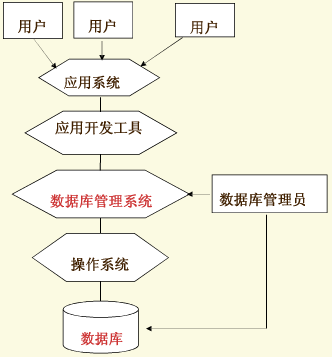 用户
用户
用户
应用系统
应用开发工具
数据库管理系统
数据库管理员
操作系统
数据库